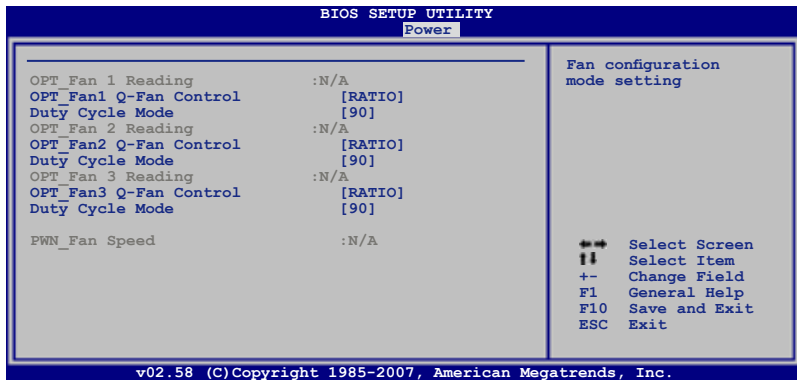 BIOS SETUP UTILITY
Power
OPT_Fan 1 Reading :N/A
OPT_Fan1 Q-Fan Control [RATIO]
Duty Cycle Mode [90]
OPT_Fan 2 Reading :N/A
OPT_Fan2 Q-Fan Control [RATIO]
Duty Cycle Mode [90]
OPT_Fan 3 Reading :N/A
OPT_Fan3 Q-Fan Control [RATIO]
Duty Cycle Mode [90]
PWN_Fan Speed :N/A
Fan configuration
mode setting
←→ Select Screen
↑↓ Select Item
+- Change Field
F1 General Help
F10 Save and Exit
ESC Exit
v02.58 (C)Copyright 1985-2007, American Megatrends, Inc.